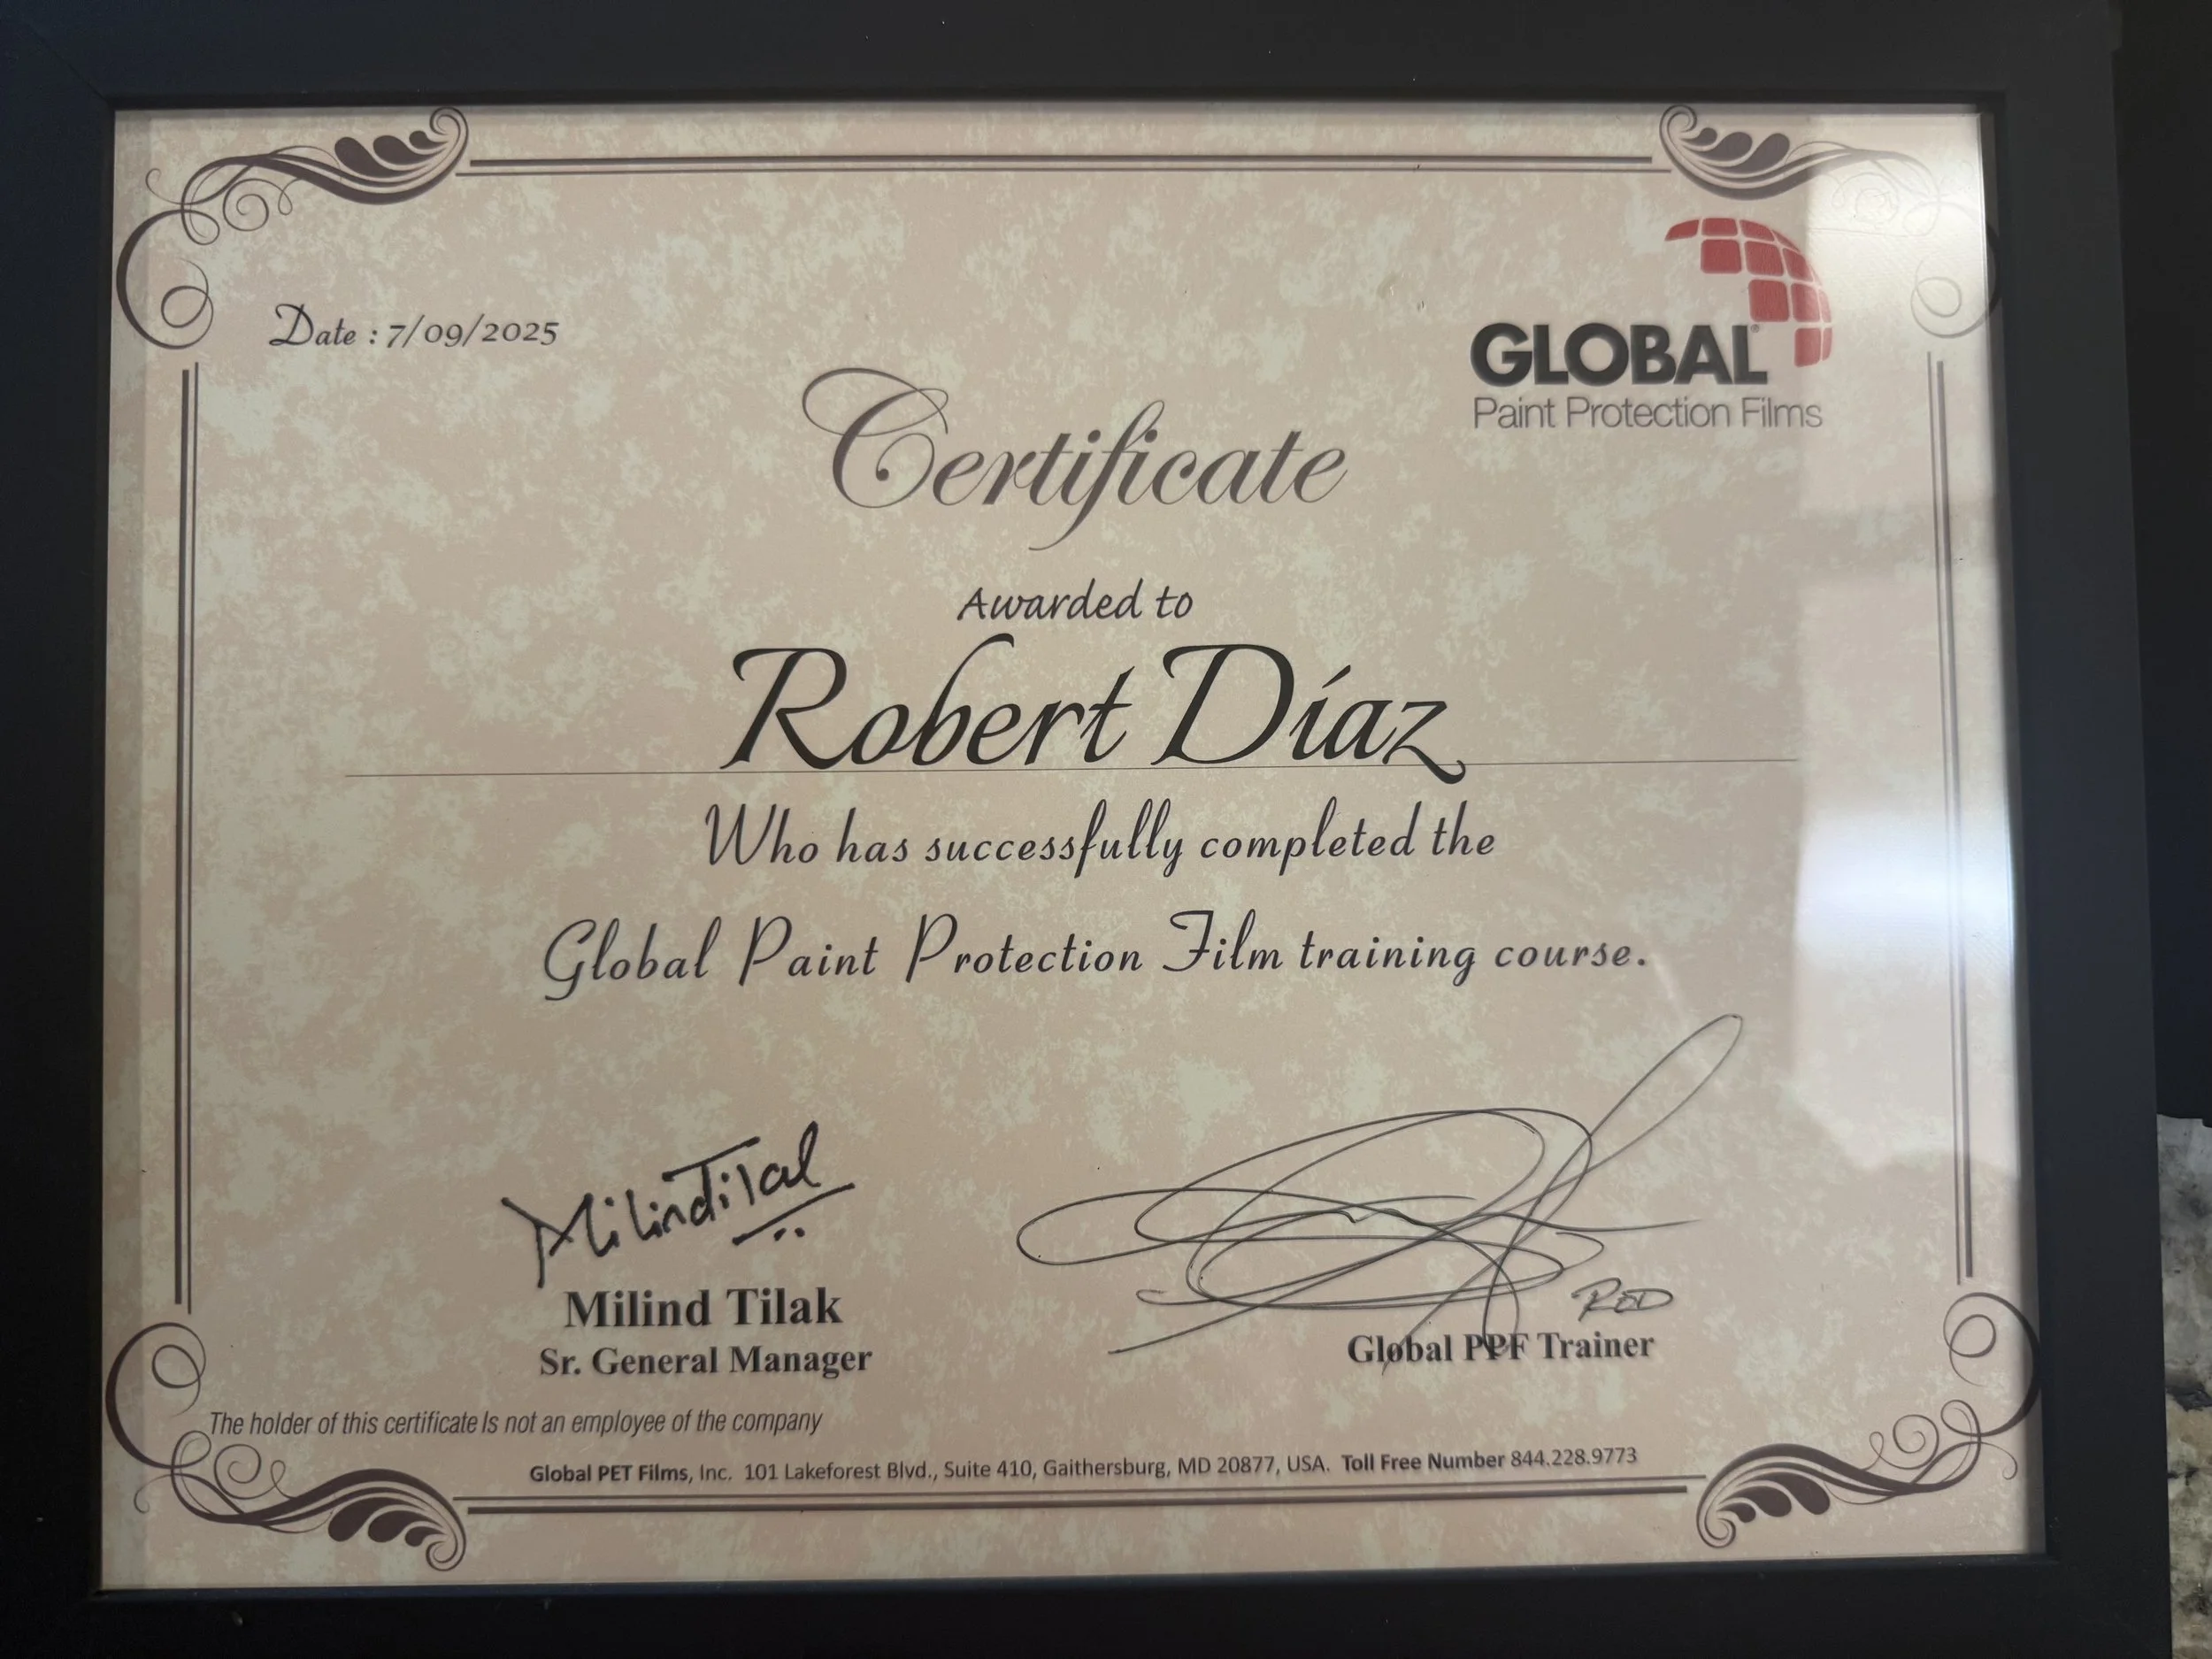 Date : 7/09/2025
GLOBAL®
Paint Protection Films
Certificate
Awarded to
Robert Díaz
Who has successfully completed the
Global Paint Protection Film training course.
Milind Tilak
Milind Tilak
Sr. General Manager
ROD
Global PPF Trainer
The holder of this certificate Is not an employee of the company
Global PET Films, Inc. 101 Lakeforest Blvd., Suite 410, Gaithersburg, MD 20877, USA. Toll Free Number 844.228.9773